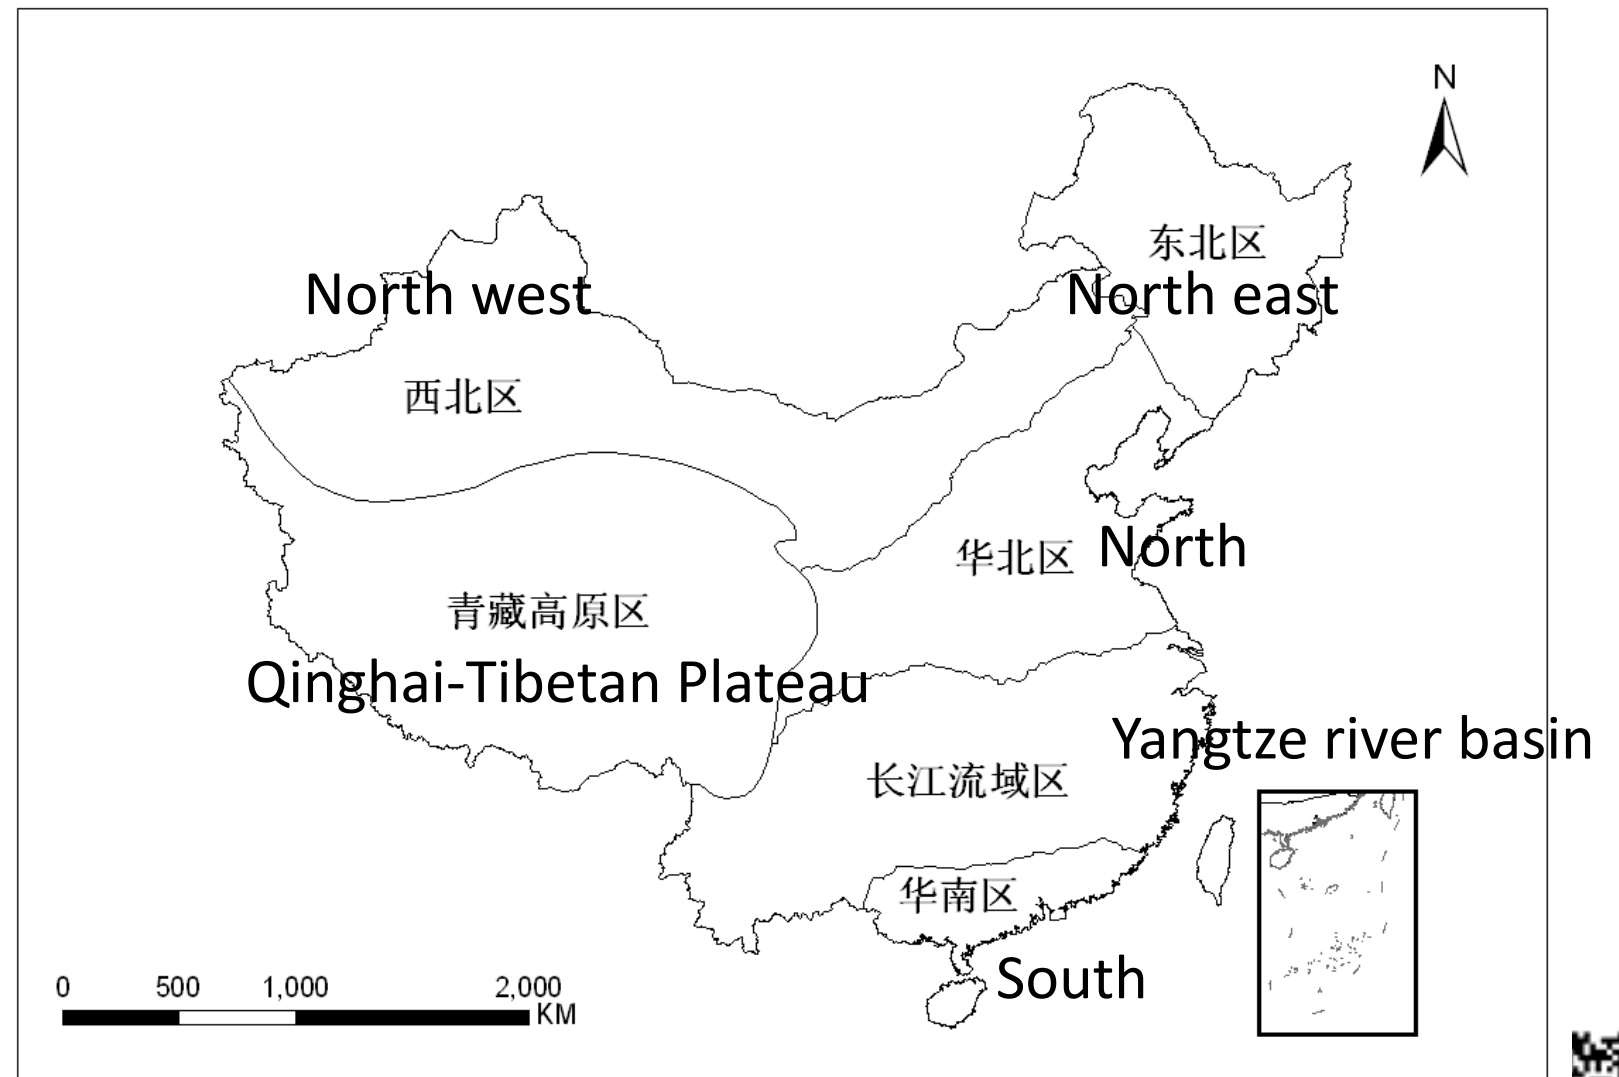 N
东北区
North west
North east
西北区
华北区
North
青藏高原区
Qinghai-Tibetan Plateau
Yangtze river basin
长江流域区
华南区
South
0 500 1,000 2,000
KM